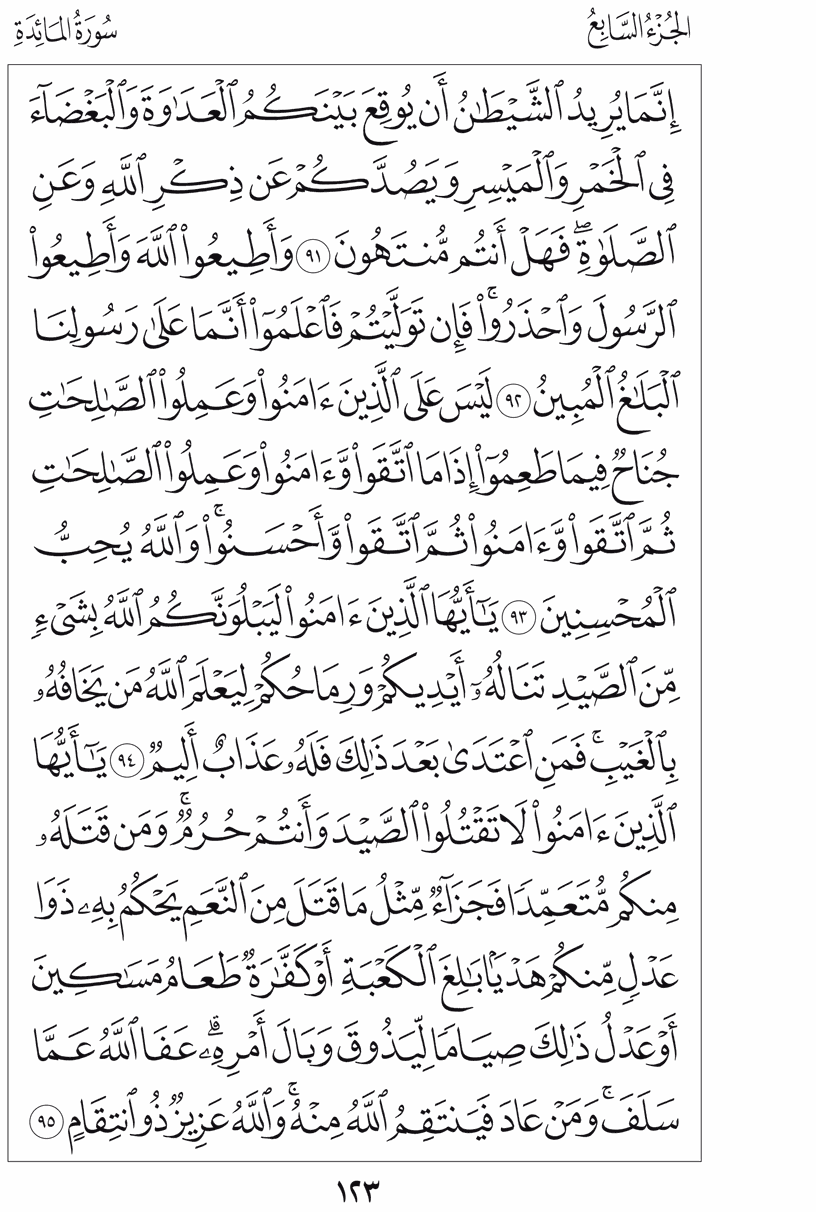 الجُزْءُ السَّابِعُ
سُورَةُ المَائِدَةِ
إِنَّمَا يُرِيدُ ٱلشَّيْطَٰنُ أَن يُوقِعَ بَيْنَكُمُ ٱلْعَدَٰوَةَ وَٱلْبَغْضَآءَ
فِى ٱلْخَمْرِ وَٱلْمَيْسِرِ وَيَصُدَّكُمْ عَن ذِكْرِ ٱللَّهِ وَعَنِ
ٱلصَّلَوٰةِۖ فَهَلْ أَنتُم مُّنتَهُونَ ٩١ وَأَطِيعُوا۟ ٱللَّهَ وَأَطِيعُوا۟
ٱلرَّسُولَ وَٱحْذَرُوا۟ۚ فَإِن تَوَلَّيْتُمْ فَٱعْلَمُوٓا۟ أَنَّمَا عَلَىٰ رَسُولِنَا
ٱلْبَلَٰغُ ٱلْمُبِينُ ٩٢ لَيْسَ عَلَى ٱلَّذِينَ ءَامَنُوا۟ وَعَمِلُوا۟ ٱلصَّٰلِحَٰتِ
جُنَاحٌ فِيمَا طَعِمُوٓا۟ إِذَا مَا ٱتَّقَوا۟ وَّءَامَنُوا۟ وَعَمِلُوا۟ ٱلصَّٰلِحَٰتِ
ثُمَّ ٱتَّقَوا۟ وَّءَامَنُوا۟ ثُمَّ ٱتَّقَوا۟ وَّأَحْسَنُوا۟ۚ وَٱللَّهُ يُحِبُّ
ٱلْمُحْسِنِينَ ٩٣ يَٰٓأَيُّهَا ٱلَّذِينَ ءَامَنُوا۟ لَيَبْلُوَنَّكُمُ ٱللَّهُ بِشَىْءٍ
مِّنَ ٱلصَّيْدِ تَنَالُهُۥٓ أَيْدِيكُمْ وَرِمَاحُكُمْ لِيَعْلَمَ ٱللَّهُ مَن يَخَافُهُۥ
بِٱلْغَيْبِۚ فَمَنِ ٱعْتَدَىٰ بَعْدَ ذَٰلِكَ فَلَهُۥ عَذَابٌ أَلِيمٌ ٩٤ يَٰٓأَيُّهَا
ٱلَّذِينَ ءَامَنُوا۟ لَا تَقْتُلُوا۟ ٱلصَّيْدَ وَأَنتُمْ حُرُمٌۚ وَمَن قَتَلَهُۥ
مِنكُم مُّتَعَمِّدًا فَجَزَآءٌ مِّثْلُ مَا قَتَلَ مِنَ ٱلنَّعَمِ يَحْكُمُ بِهِۦ ذَوَا
عَدْلٍ مِّنكُمْ هَدْيًۢا بَٰلِغَ ٱلْكَعْبَةِ أَوْ كَفَّٰرَةٌ طَعَامُ مَسَٰكِينَ
أَوْ عَدْلُ ذَٰلِكَ صِيَامًا لِّيَذُوقَ وَبَالَ أَمْرِهِۦۗ عَفَا ٱللَّهُ عَمَّا
سَلَفَۚ وَمَنْ عَادَ فَيَنتَقِمُ ٱللَّهُ مِنْهُۚ وَٱللَّهُ عَزِيزٌ ذُو ٱنتِقَامٍ ٩٥
١٢٣